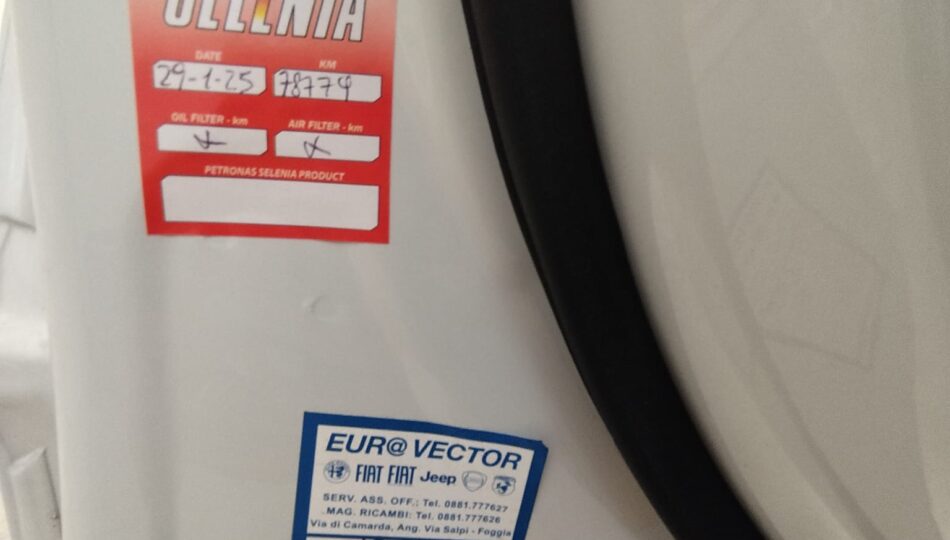 SELENIA
DATE KM
29-1-25 78779
OIL FILTER - km AIR FILTER - km
x x
PETRONAS SELENIA PRODUCT
EUR@ VECTOR
FIAT FIAT Jeep
SERV. ASS. OFF.: Tel. 0881.777627
MAG. RICAMBI: Tel. 0881.777626
Via di Camarda, Ang. Via Salpi - Foggia